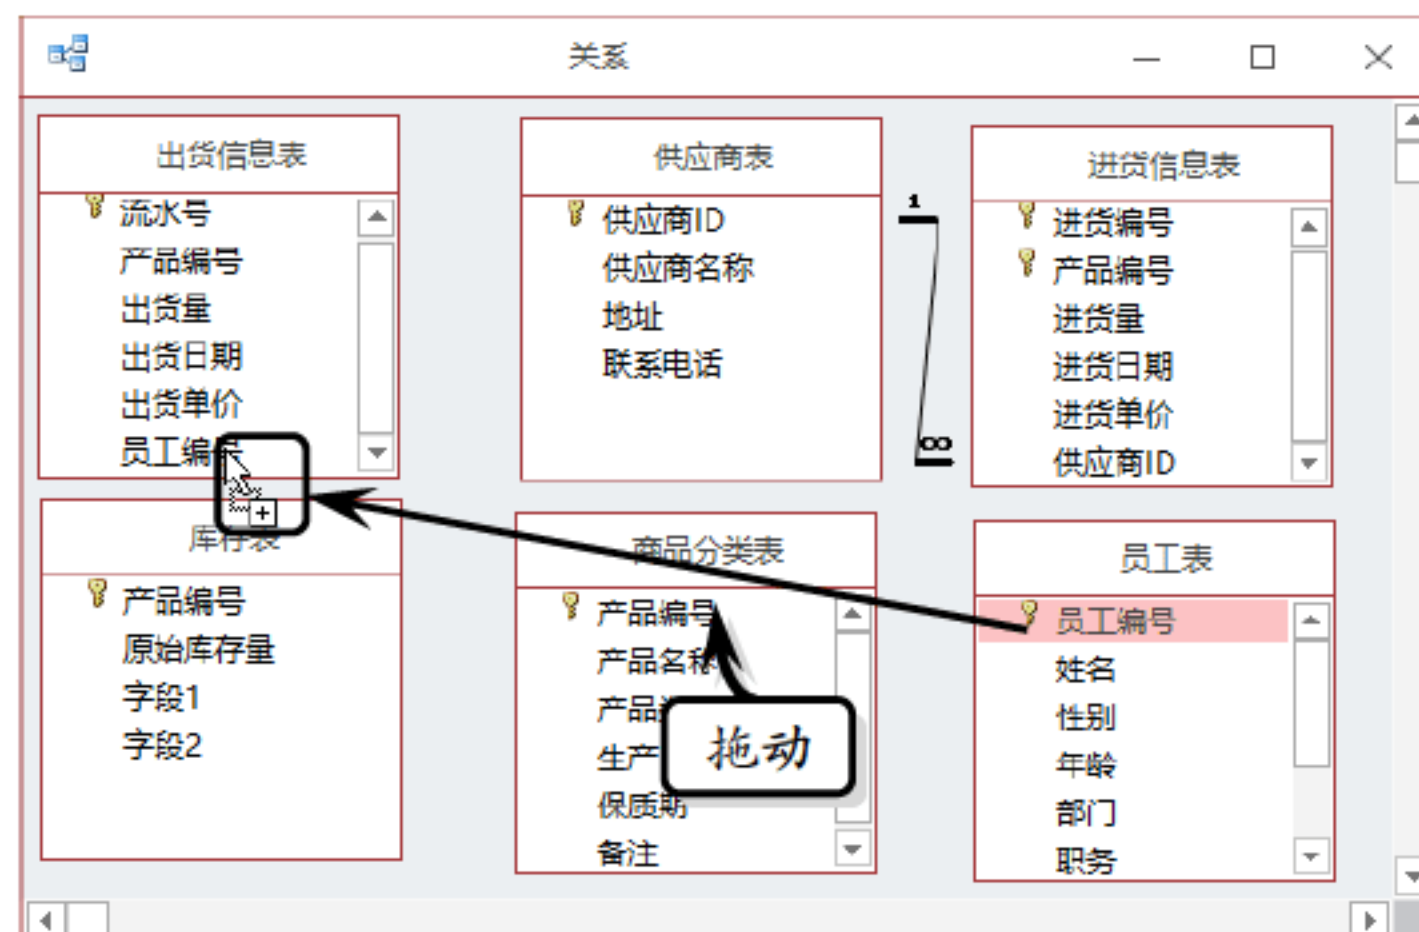 关系
出货信息表
流水号
产品编号
出货量
出货日期
出货单价
员工编号
供应商表
供应商ID
供应商名称
地址
联系电话
1
∞
进货信息表
进货编号
产品编号
进货量
进货日期
进货单价
供应商ID
库存表
产品编号
原始库存量
字段1
字段2
商品分类表
产品编号
产品名称
产品
生产
保质期
备注
拖动
员工表
员工编号
姓名
性别
年龄
部门
职务